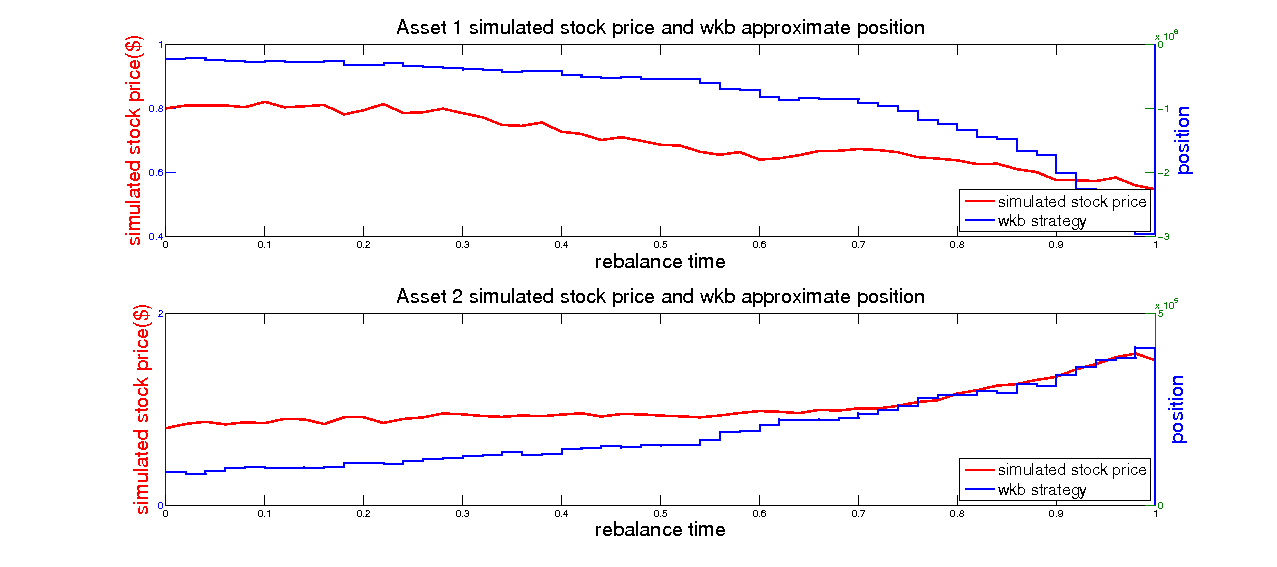 Asset 1 simulated stock price and wkb approximate position
simulated stock price($)
1
0.8
0.6
0.4
0
0.1
0.2
0.3
0.4
0.5
0.6
0.7
0.8
0.9
1
rebalance time
0
-1
-2
-3
position
simulated stock price
wkb strategy
Asset 2 simulated stock price and wkb approximate position
simulated stock price($)
2
0
0
0.1
0.2
0.3
0.4
0.5
0.6
0.7
0.8
0.9
1
rebalance time
5
0
position
simulated stock price
wkb strategy